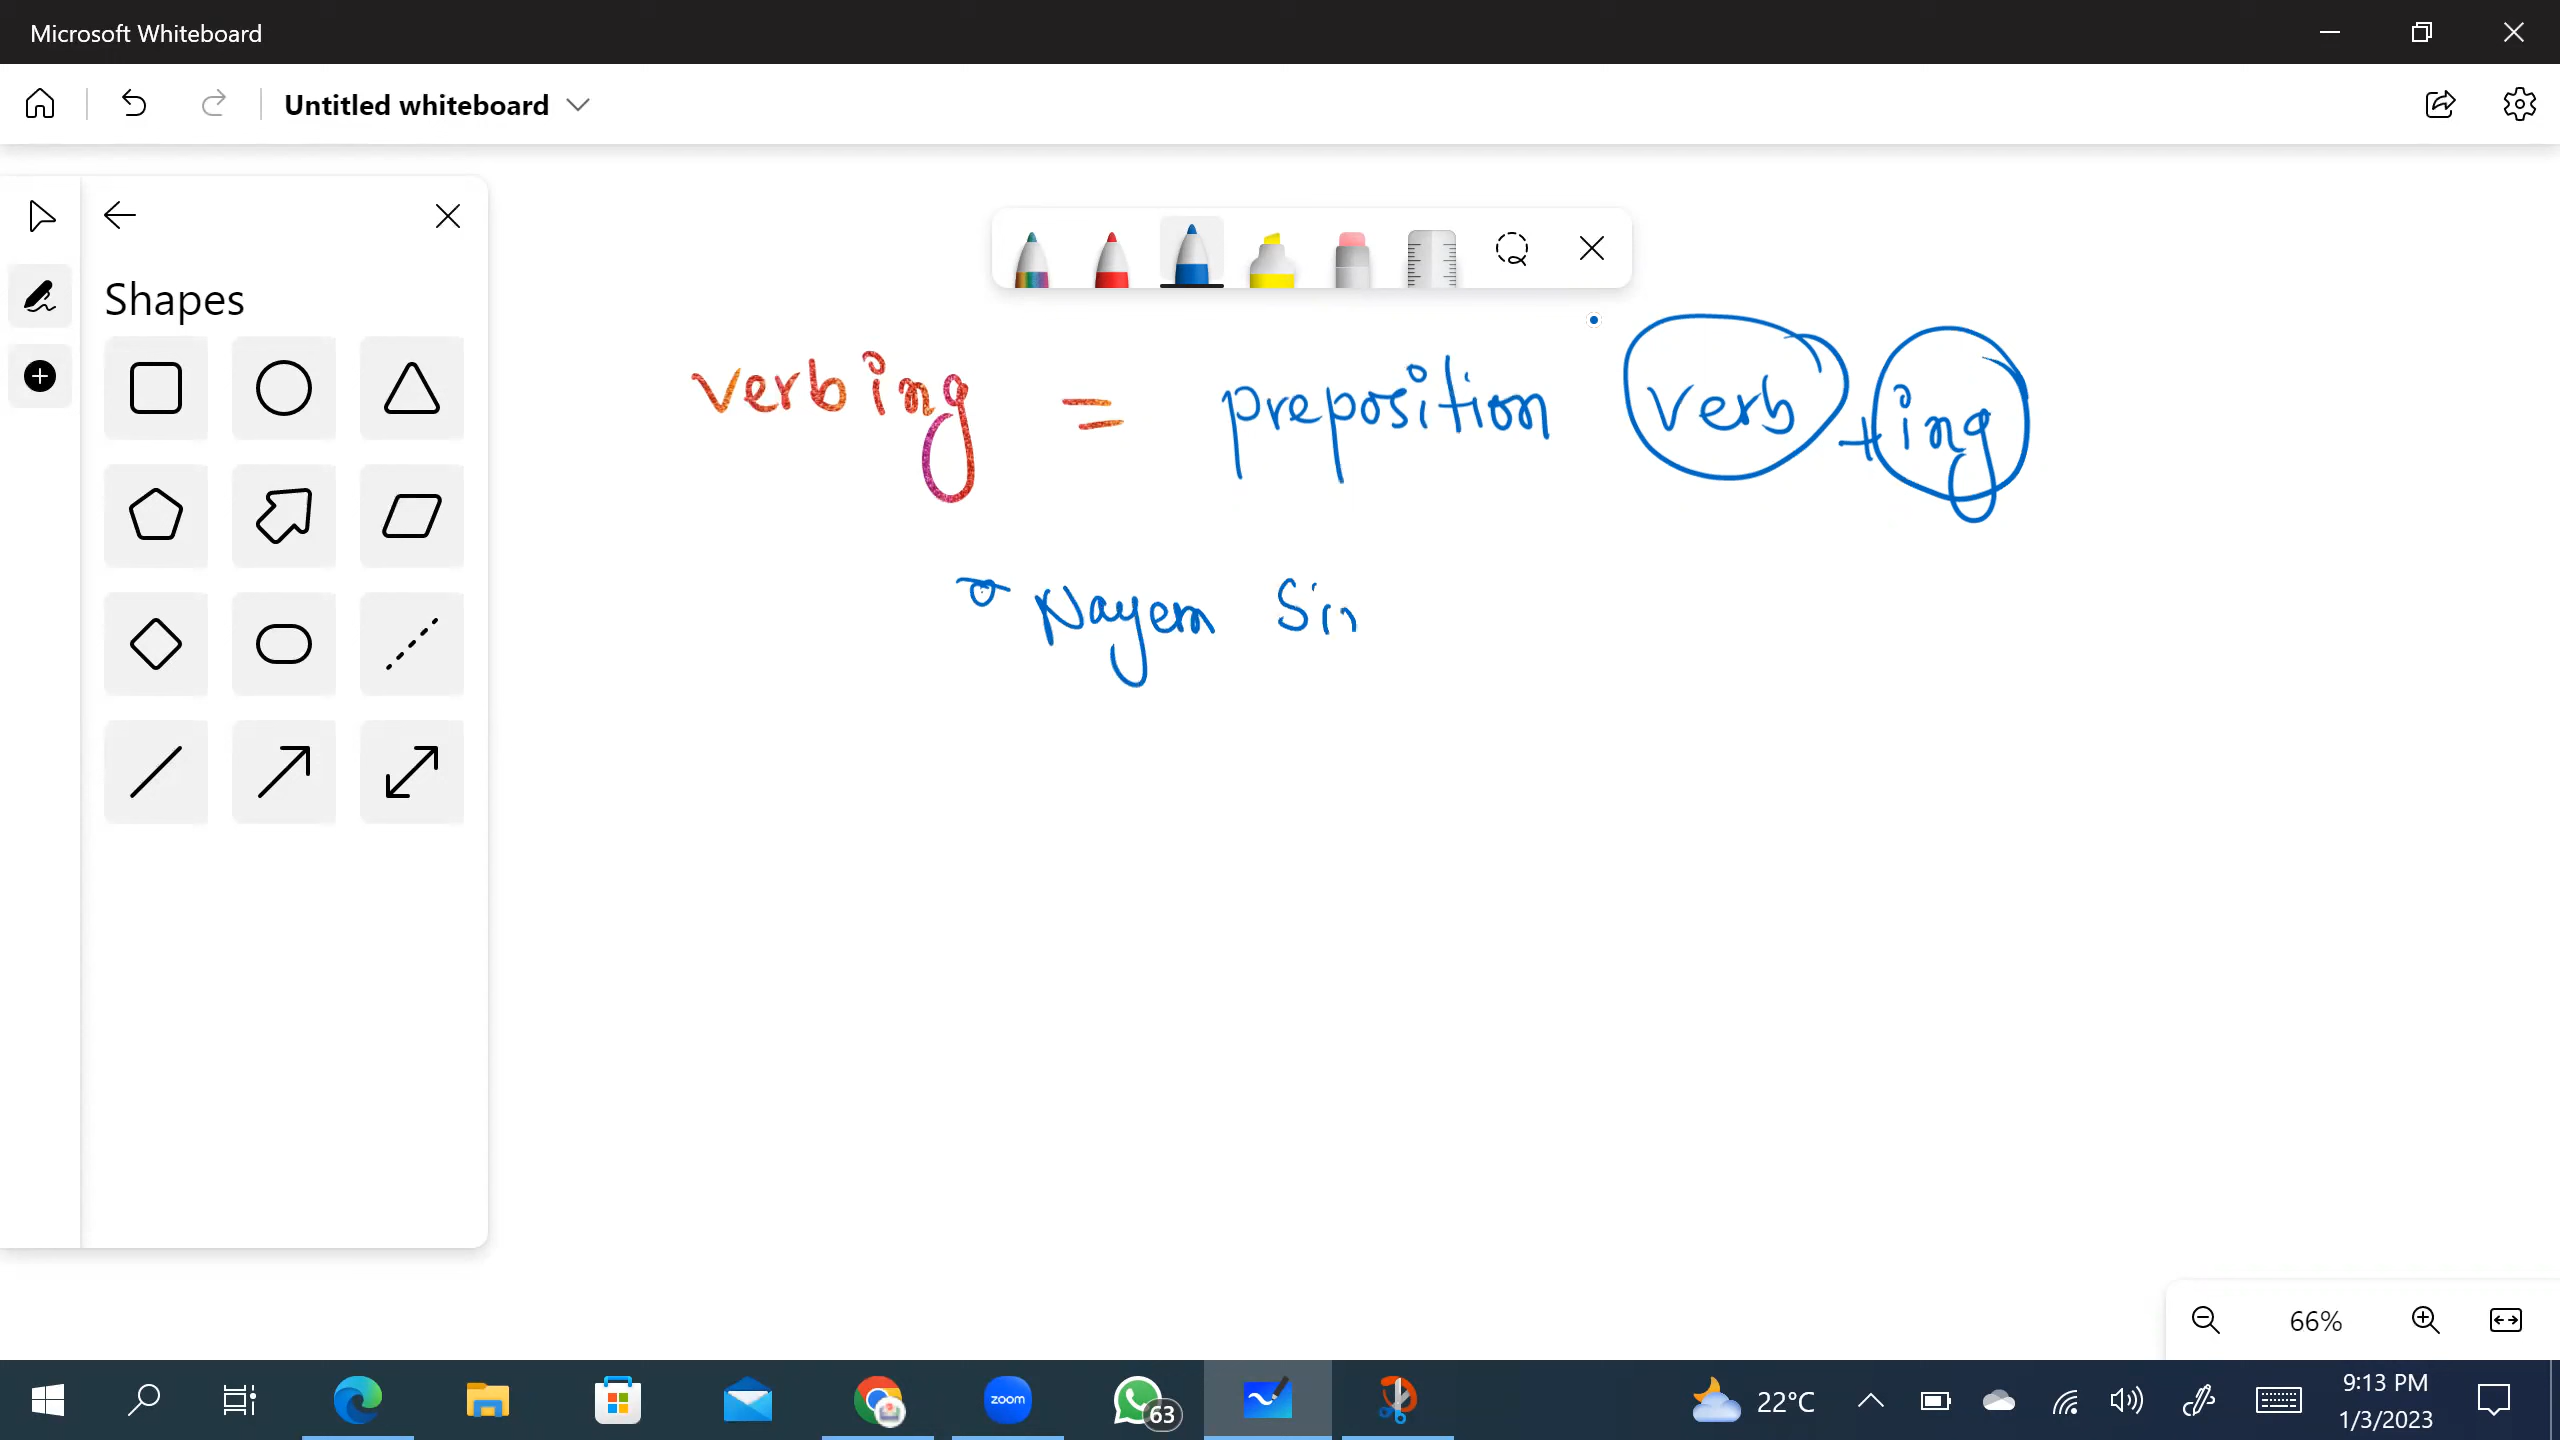 Microsoft Whiteboard
Untitled whiteboard
Shapes
verbing = preposition verb + ing
Nayem Sir
66%
zoom
63
22°C
9:13 PM
1/3/2023